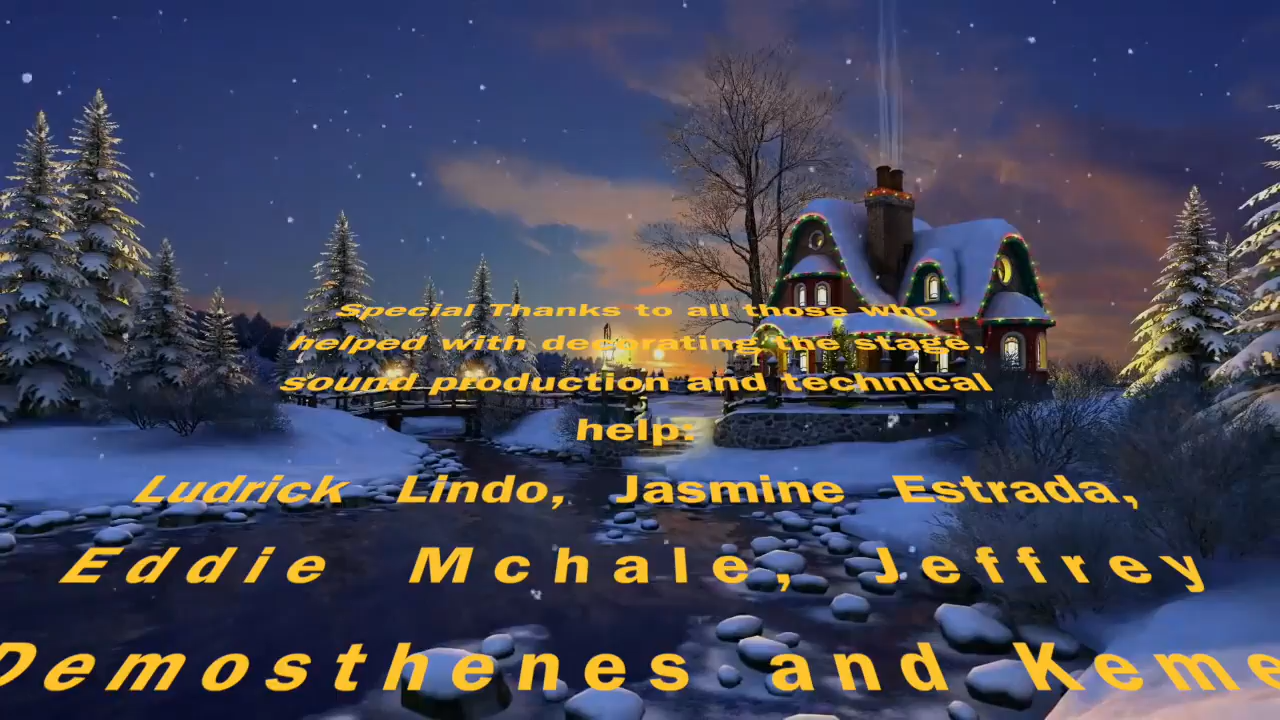 Special Thanks to all those who
helped with decorating the stage,
sound production and technical
help:
Ludrick Lindo, Jasmine Estrada,
Eddie Mchale, Jeffrey
Demosthenes and